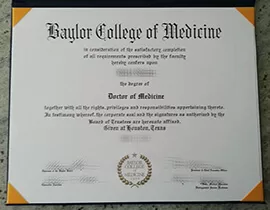 Baylor College of Medicine
in consideration of the satisfactory completion
of all requirements prescribed by the faculty
hereby confers upon
the degree of
Doctor of Medicine
together with all the rights, privileges and responsibilities appertaining thereto.
In testimony whereof, the corporate seal and the signatures as authorized by the
Board of Trustees are hereunto affixed.
Given at Houston, Texas